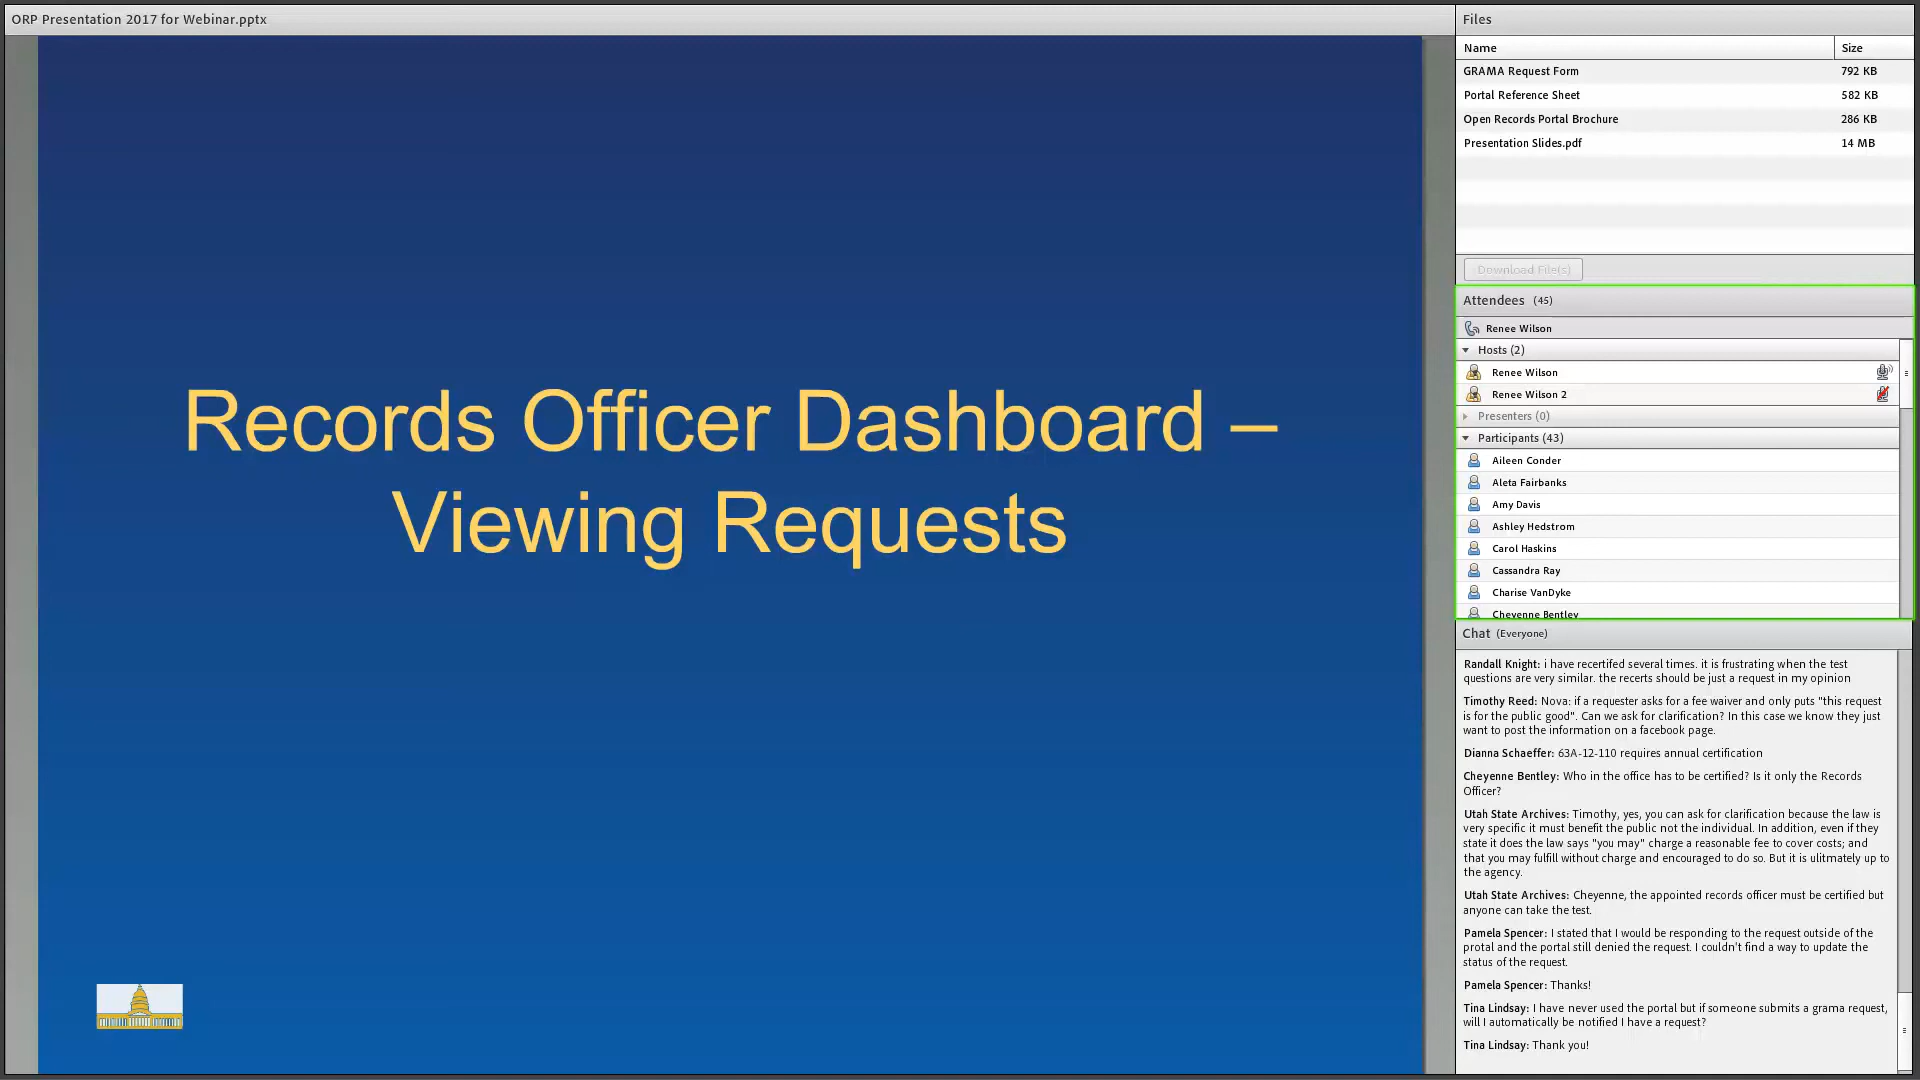 ORP Presentation 2017 for Webinar.pptx
Records Officer Dashboard –
Viewing Requests
Files
Name Size
GRAMA Request Form 792 KB
Portal Reference Sheet 582 KB
Open Records Portal Brochure 286 KB
Presentation Slides.pdf 14 MB
Download File(s)
Attendees (45)
Renee Wilson
Hosts (2)
Renee Wilson
Renee Wilson 2
Presenters (0)
Participants (43)
Aileen Conder
Aleta Fairbanks
Amy Davis
Ashley Hedstrom
Carol Haskins
Cassandra Ray
Charise VanDyke
Cheyenne Bentley
Chat (Everyone)
Randall Knight: i have recertifed several times. it is frustrating when the test
questions are very similar. the recerts should be just a request in my opinion
Timothy Reed: Nova: if a requester asks for a fee waiver and only puts "this request
is for the public good". Can we ask for clarification? In this case we know they just
want to post the information on a facebook page.
Dianna Schaeffer: 63A-12-110 requires annual certification
Cheyenne Bentley: Who in the office has to be certified? Is it only the Records
Officer?
Utah State Archives: Timothy, yes, you can ask for clarification because the law is
very specific it must benefit the public not the individual. In addition, even if they
state it does the law says "you may" charge a reasonable fee to cover costs; and
that you may fulfill without charge and encouraged to do so. But it is ulitmately up to
the agency.
Utah State Archives: Cheyenne, the appointed records officer must be certified but
anyone can take the test.
Pamela Spencer: I stated that I would be responding to the request outside of the
protal and the portal still denied the request. I couldn't find a way to update the
status of the request.
Pamela Spencer: Thanks!
Tina Lindsay: I have never used the portal but if someone submits a grama request,
will I automatically be notified I have a request?
Tina Lindsay: Thank you!